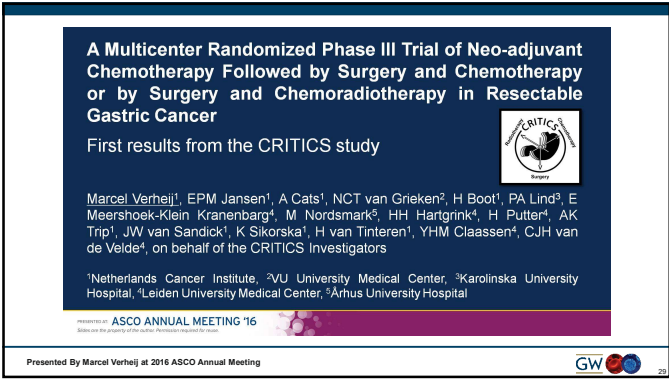 A Multicenter Randomized Phase III Trial of Neo-adjuvant
Chemotherapy Followed by Surgery and Chemotherapy
or by Surgery and Chemoradiotherapy in Resectable
Gastric Cancer
First results from the CRITICS study
Radiotherapy
CRITICS
Chemotherapy
Surgery
Marcel Verheij¹, EPM Jansen¹, A Cats¹, NCT van Grieken², H Boot¹, PA Lind³, E
Meershoek-Klein Kranenbarg⁴, M Nordsmark⁵, HH Hartgrink⁴, H Putter⁴, AK
Trip¹, JW van Sandick¹, K Sikorska¹, H van Tinteren¹, YHM Claassen⁴, CJH van
de Velde⁴, on behalf of the CRITICS Investigators
¹Netherlands Cancer Institute, ²VU University Medical Center, ³Karolinska University
Hospital, ⁴Leiden University Medical Center, ⁵Århus University Hospital
PRESENTED AT: ASCO ANNUAL MEETING '16
Slides are the property of the author. Permission required for reuse.
Presented By Marcel Verheij at 2016 ASCO Annual Meeting
GW
29